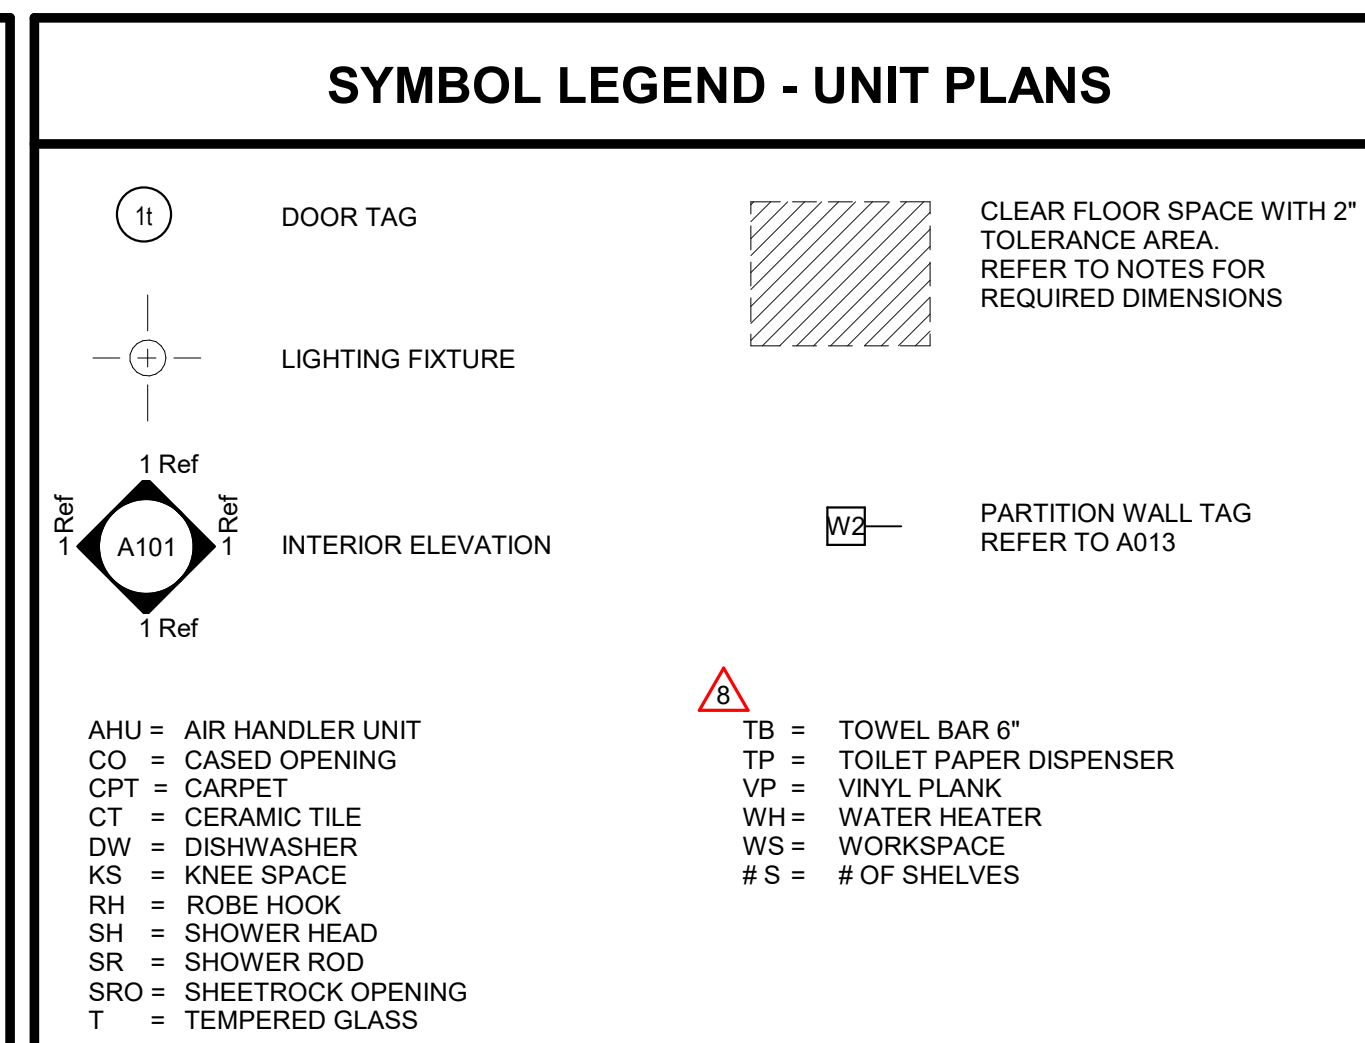 SYMBOL LEGEND - UNIT PLANS
1t
DOOR TAG
CLEAR FLOOR SPACE WITH 2"
TOLERANCE AREA.
REFER TO NOTES FOR
REQUIRED DIMENSIONS
LIGHTING FIXTURE
1 Ref
1 Ref
A101
1 Ref
1 Ref
INTERIOR ELEVATION
W2
PARTITION WALL TAG
REFER TO A013
AHU = AIR HANDLER UNIT
CO = CASED OPENING
CPT = CARPET
CT = CERAMIC TILE
DW = DISHWASHER
KS = KNEE SPACE
RH = ROBE HOOK
SH = SHOWER HEAD
SR = SHOWER ROD
SRO = SHEETROCK OPENING
T = TEMPERED GLASS
8
TB = TOWEL BAR 6"
TP = TOILET PAPER DISPENSER
VP = VINYL PLANK
WH = WATER HEATER
WS = WORKSPACE
# S = # OF SHELVES